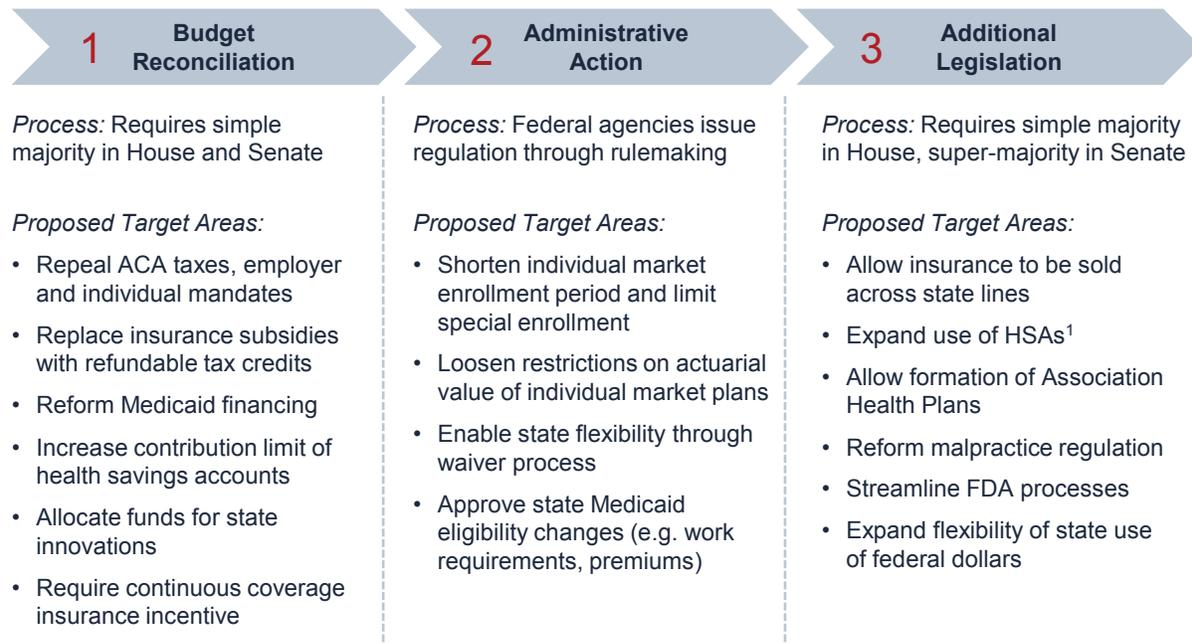 1
Budget
Reconciliation
Process: Requires simple
majority in House and Senate
Proposed Target Areas:
• Repeal ACA taxes, employer
and individual mandates
• Replace insurance subsidies
with refundable tax credits
• Reform Medicaid financing
• Increase contribution limit of
health savings accounts
• Allocate funds for state
innovations
• Require continuous coverage
insurance incentive
2
Administrative
Action
Process: Federal agencies issue
regulation through rulemaking
Proposed Target Areas:
• Shorten individual market
enrollment period and limit
special enrollment
• Loosen restrictions on actuarial
value of individual market plans
• Enable state flexibility through
waiver process
• Approve state Medicaid
eligibility changes (e.g. work
requirements, premiums)
3
Additional
Legislation
Process: Requires simple majority
in House, super-majority in Senate
Proposed Target Areas:
• Allow insurance to be sold
across state lines
• Expand use of HSAs¹
• Allow formation of Association
Health Plans
• Reform malpractice regulation
• Streamline FDA processes
• Expand flexibility of state use
of federal dollars